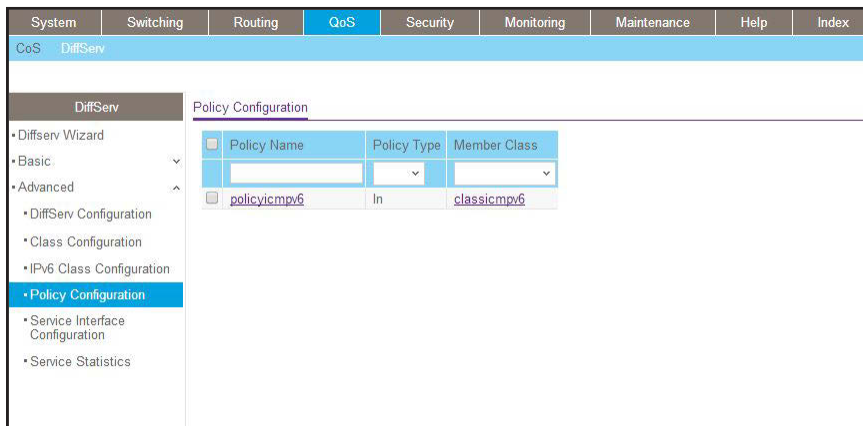 System Switching Routing QoS Security Monitoring Maintenance Help Index
CoS DiffServ
DiffServ
Diffserv Wizard
Basic
Advanced
DiffServ Configuration
Class Configuration
IPv6 Class Configuration
Policy Configuration
Service Interface
Configuration
Service Statistics
Policy Configuration
Policy Name Policy Type Member Class
policyicmpv6 In classicmpv6